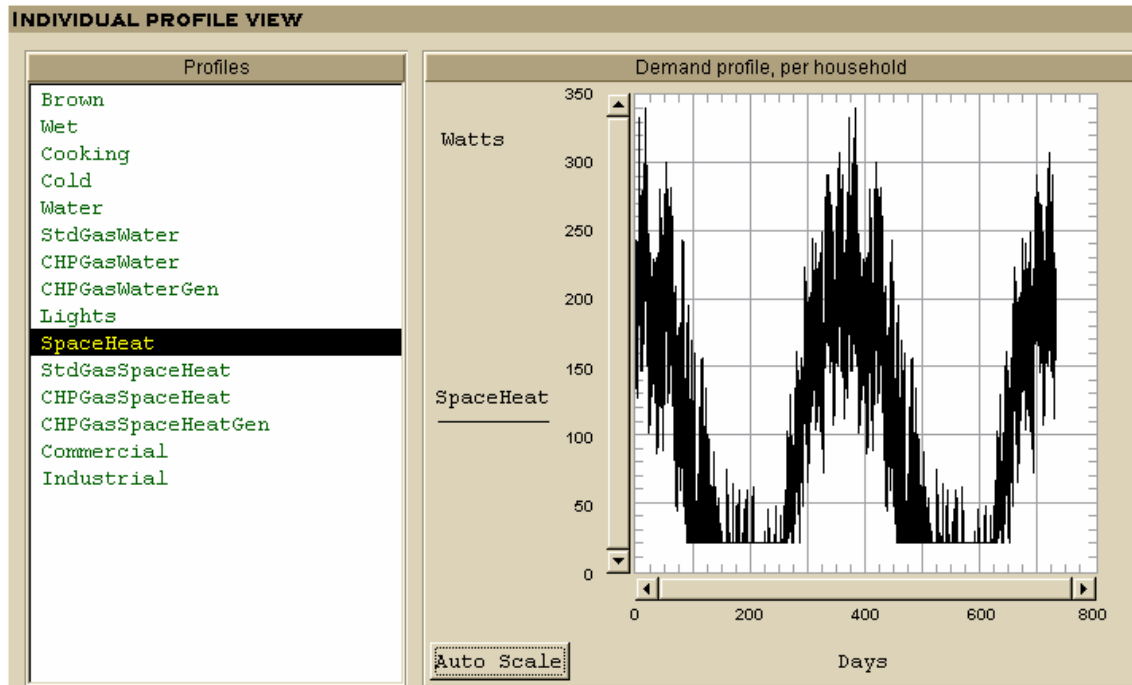 INDIVIDUAL PROFILE VIEW
Profiles
Brown
Wet
Cooking
Cold
Water
StdGasWater
CHPGasWater
CHPGasWaterGen
Lights
SpaceHeat
StdGasSpaceHeat
CHPGasSpaceHeat
CHPGasSpaceHeatGen
Commercial
Industrial
Demand profile, per household
Watts
SpaceHeat
350
300
250
200
150
100
50
0
0 200 400 600 800
Auto Scale
Days